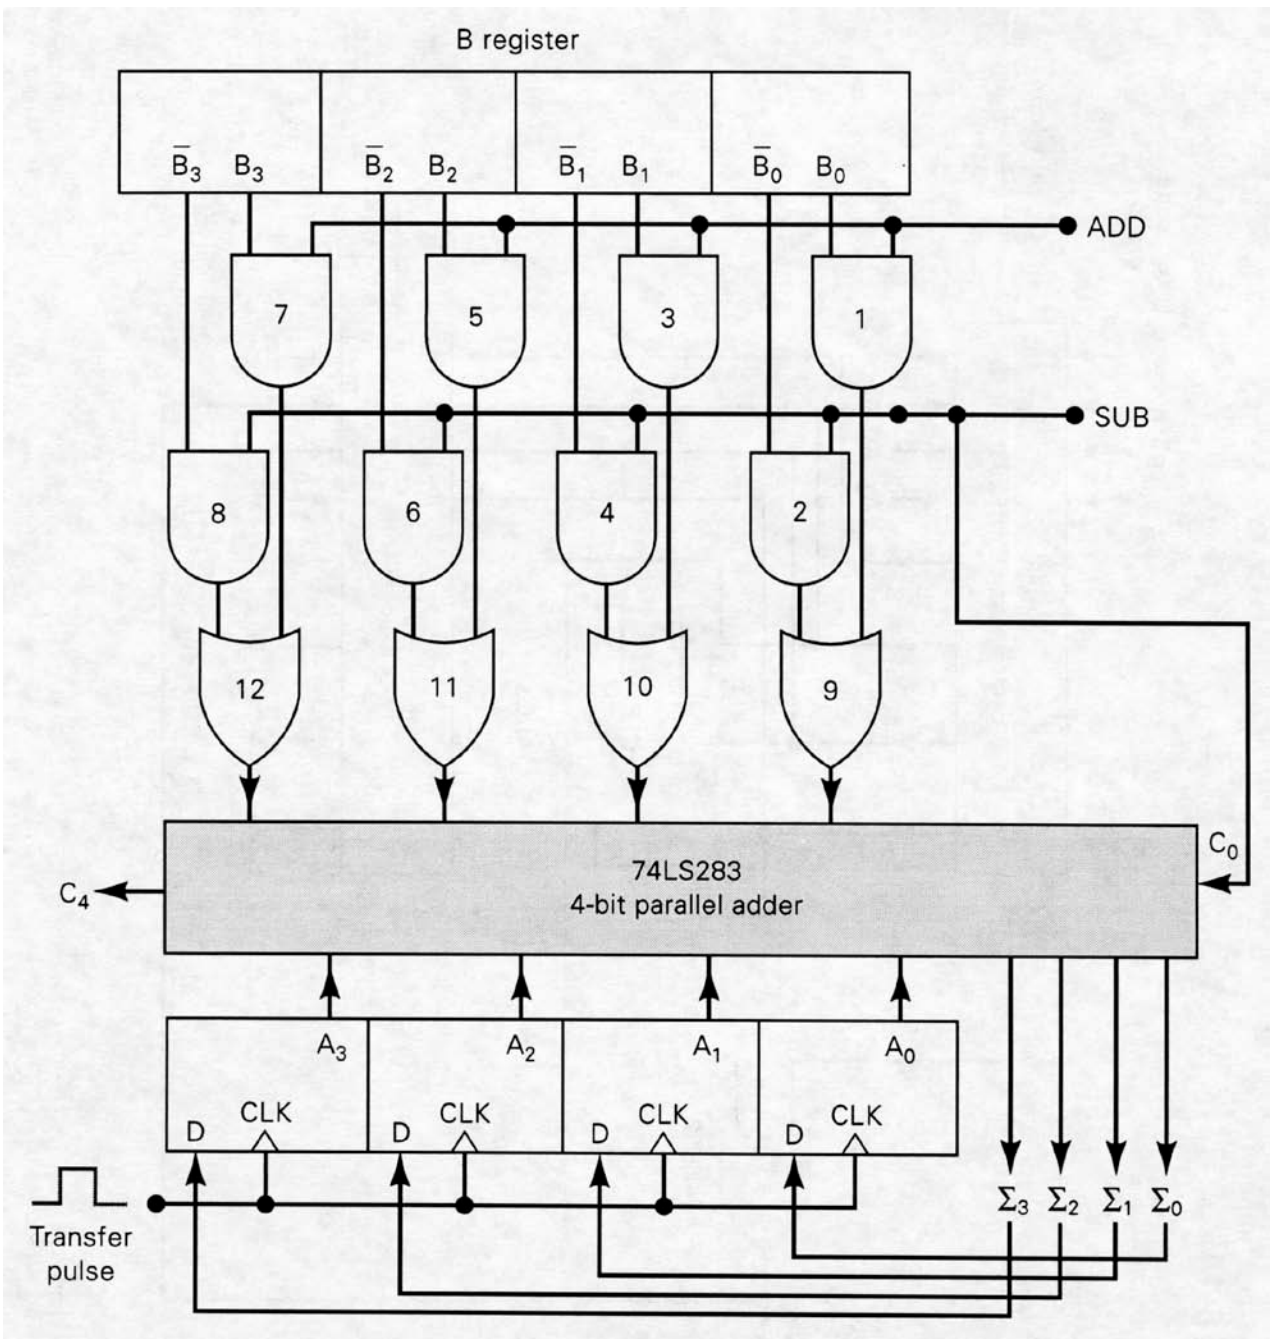 B register
B̅₃ B₃ B̅₂ B₂ B̅₁ B₁ B̅₀ B₀
ADD
7 5 3 1
SUB
8 6 4 2
12 11 10 9
74LS283
C₀
C₄
4-bit parallel adder
A₃ A₂ A₁ A₀
CLK CLK CLK CLK
D D D D
Σ₃ Σ₂ Σ₁ Σ₀
Transfer
pulse